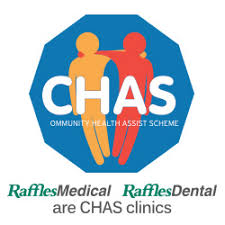 CHAS
OMMUNITY HEALTH ASSIST SCHEME
RafflesMedical RafflesDental
are CHAS clinics